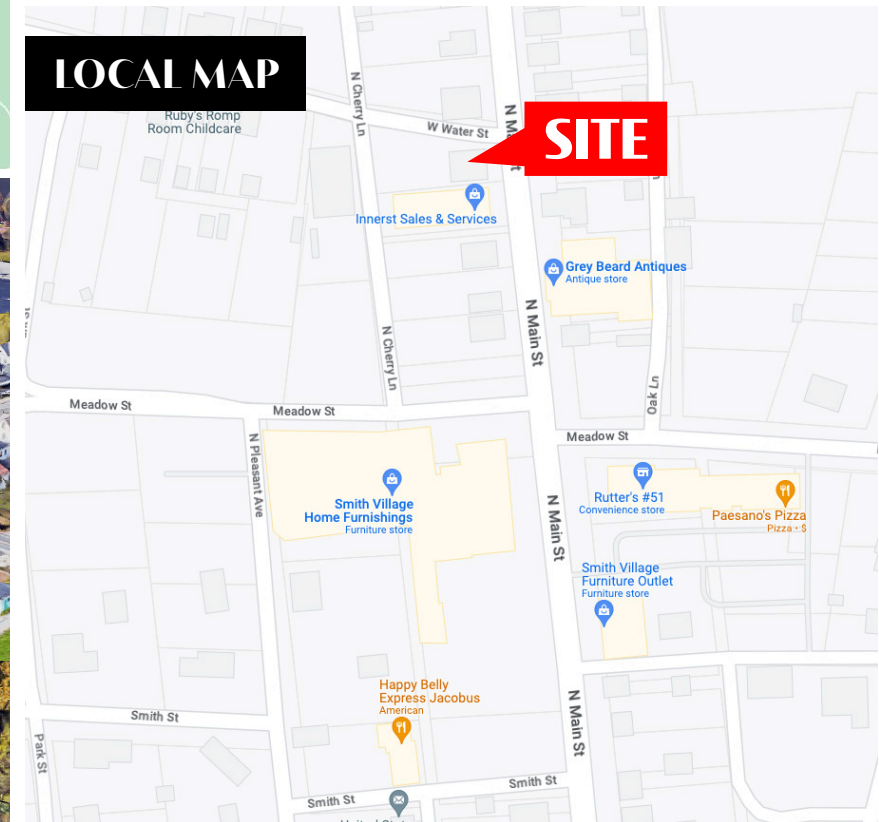 LOCAL MAP
Ruby's Romp
Room Childcare
N Cherry Ln
W Water St
SITE
Innerst Sales & Services
Grey Beard Antiques
Antique store
N Main St
N Cherry Ln
Oak Ln
Meadow St
Meadow St
Meadow St
N Pleasant Ave
Smith Village
Home Furnishings
Furniture store
Rutter's #51
Convenience store
Paesano's Pizza
Pizza · $
N Main St
Smith Village
Furniture Outlet
Furniture store
Happy Belly
Express Jacobus
American
N Main St
Smith St
Park St
Smith St
Smith St